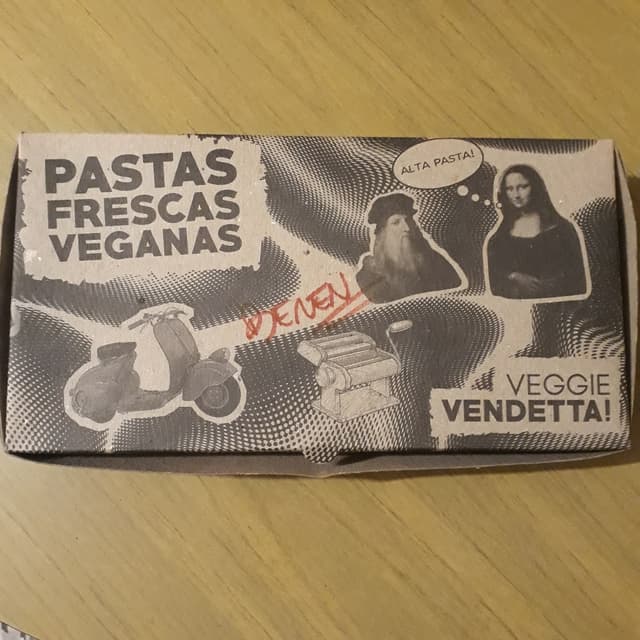 PASTAS
FRESCAS
VEGANAS
ALTA PASTA!
VEGGIE
VENDETTA!